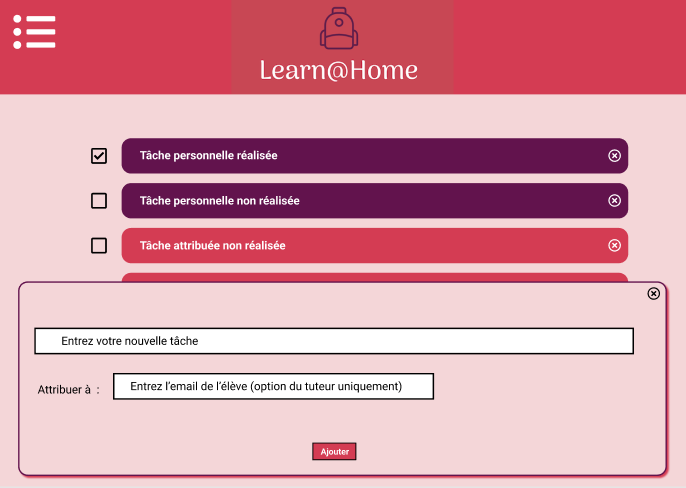 Learn@Home
Tâche personnelle réalisée
Tâche personnelle non réalisée
Tâche attribuée non réalisée
Entrez votre nouvelle tâche
Attribuer à : Entrez l'email de l'élève (option du tuteur uniquement)
Ajouter